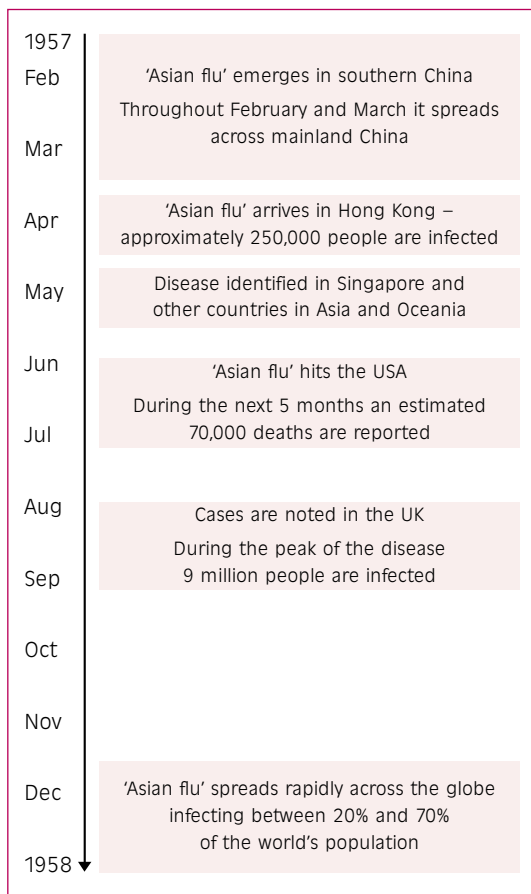 1957
Feb
‘Asian flu’ emerges in southern China
Throughout February and March it spreads
across mainland China
Mar
Apr
‘Asian flu’ arrives in Hong Kong –
approximately 250,000 people are infected
May
Disease identified in Singapore and
other countries in Asia and Oceania
Jun
‘Asian flu’ hits the USA
During the next 5 months an estimated
70,000 deaths are reported
Jul
Aug
Cases are noted in the UK
During the peak of the disease
9 million people are infected
Sep
Oct
Nov
Dec
‘Asian flu’ spreads rapidly across the globe
infecting between 20% and 70%
of the world’s population
1958